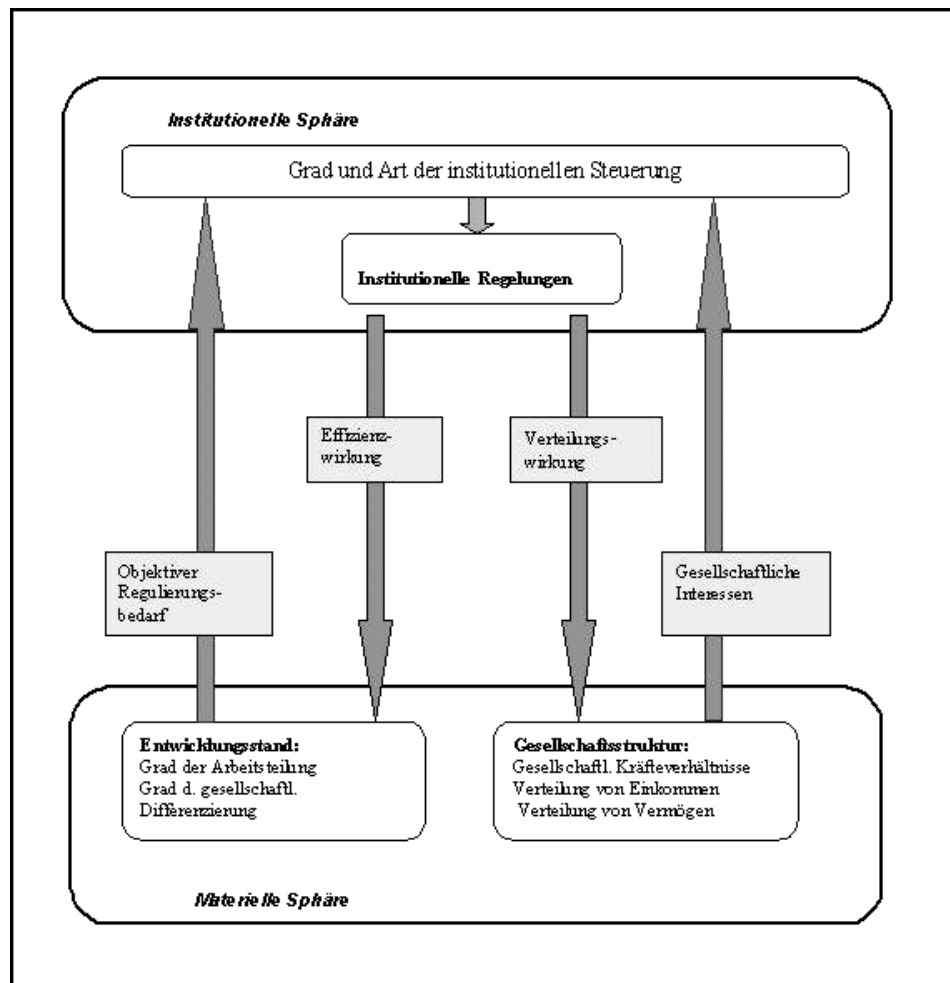 Institutionelle Sphäre
Grad und Art der institutionellen Steuerung
Institutionelle Regelungen
Effizienz-
wirkung
Verteilungs-
wirkung
Objektiver
Regulierungs-
bedarf
Gesellschaftliche
Interessen
Entwicklungsstand:
Grad der Arbeitsteilung
Grad d. gesellschaftl.
Differenzierung
Gesellschaftsstruktur:
Gesellschaftl. Kräfteverhältnisse
Verteilung von Einkommen
Verteilung von Vermögen
Materielle Sphäre